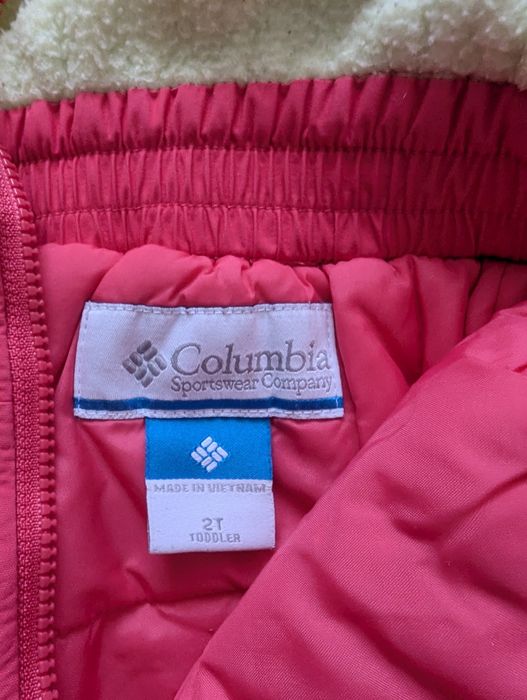 Columbia
Sportswear Company
MADE IN VIETNAM
2T
TODDLER